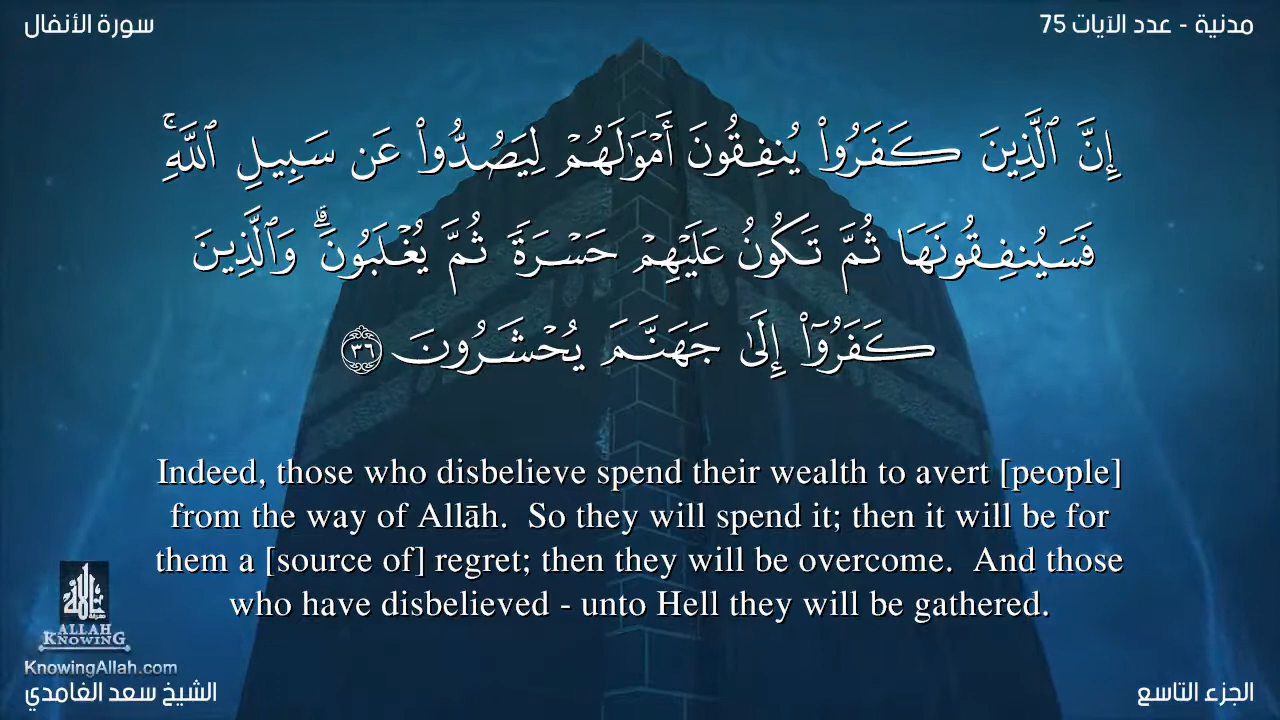 سورة الأنفال
مدنية - عدد الآيات 75
إِنَّ ٱلَّذِينَ كَفَرُوا۟ يُنفِقُونَ أَمْوَٰلَهُمْ لِيَصُدُّوا۟ عَن سَبِيلِ ٱللَّهِ ۚ
فَسَيُنفِقُونَهَا ثُمَّ تَكُونُ عَلَيْهِمْ حَسْرَةً ثُمَّ يُغْلَبُونَ ۗ وَٱلَّذِينَ
كَفَرُوٓا۟ إِلَىٰ جَهَنَّمَ يُحْشَرُونَ ٣٦
Indeed, those who disbelieve spend their wealth to avert [people]
from the way of Allāh.  So they will spend it; then it will be for
them a [source of] regret; then they will be overcome.  And those
who have disbelieved - unto Hell they will be gathered.
ALLAH
KNOWING
KnowingAllah.com
الشيخ سعد الغامدي
الجزء التاسع